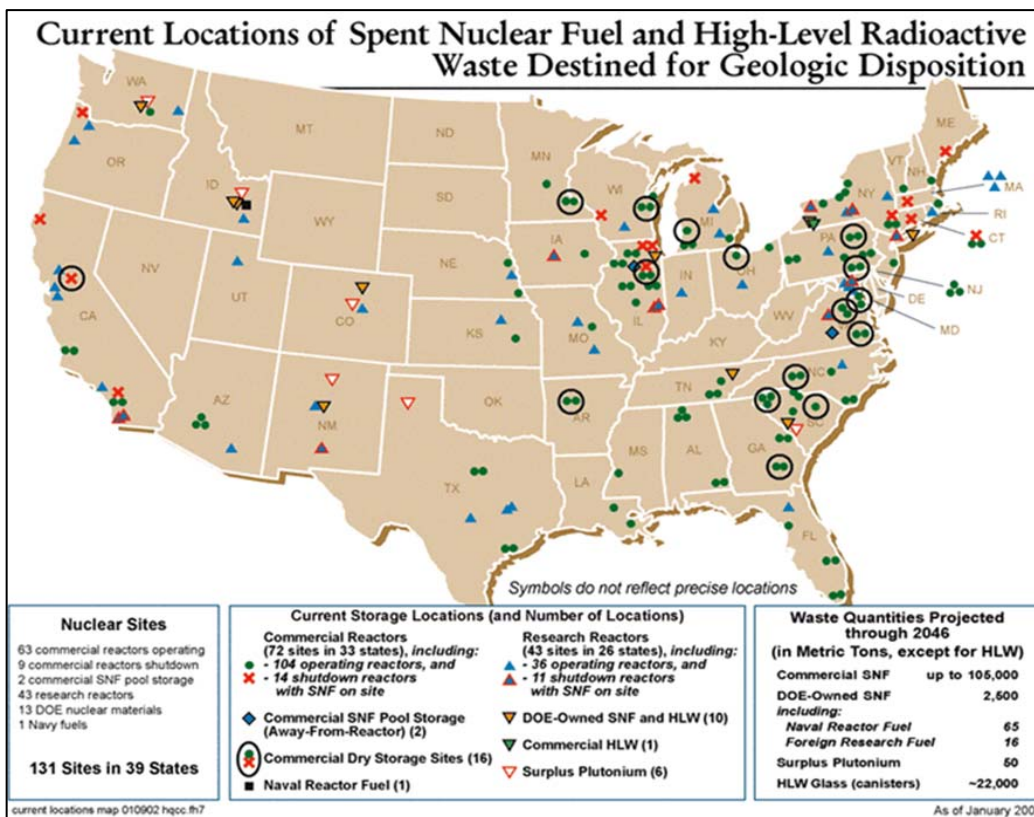 Current Locations of Spent Nuclear Fuel and High-Level Radioactive
Waste Destined for Geologic Disposition
WA
MT
ND
MN
ME
OR
ID
SD
WI
MI
VT
NH
NY
MA
RI
CT
WY
IA
PA
NJ
NE
NV
UT
CO
IL
IN
OH
DE
MD
WV
CA
KS
MO
KY
AZ
NM
OK
AR
TN
NC
SC
TX
LA
MS
AL
GA
FL
Symbols do not reflect precise locations
Nuclear Sites
63 commercial reactors operating
9 commercial reactors shutdown
2 commercial SNF pool storage
43 research reactors
13 DOE nuclear materials
1 Navy fuels
131 Sites in 39 States
Current Storage Locations (and Number of Locations)
Commercial Reactors
(72 sites in 33 states), including:
- 104 operating reactors, and
- 14 shutdown reactors
with SNF on site
Commercial SNF Pool Storage
(Away-From-Reactor) (2)
Commercial Dry Storage Sites (16)
Naval Reactor Fuel (1)
Research Reactors
(43 sites in 26 states), including:
- 36 operating reactors, and
- 11 shutdown reactors
with SNF on site
DOE-Owned SNF and HLW (10)
Commercial HLW (1)
Surplus Plutonium (6)
Waste Quantities Projected
through 2046
(in Metric Tons, except for HLW)
Commercial SNF up to 105,000
DOE-Owned SNF 2,500
including:
Naval Reactor Fuel 65
Foreign Research Fuel 16
Surplus Plutonium 50
HLW Glass (canisters) ~22,000
current locations map 010902 hqcc.fh7
As of January 200